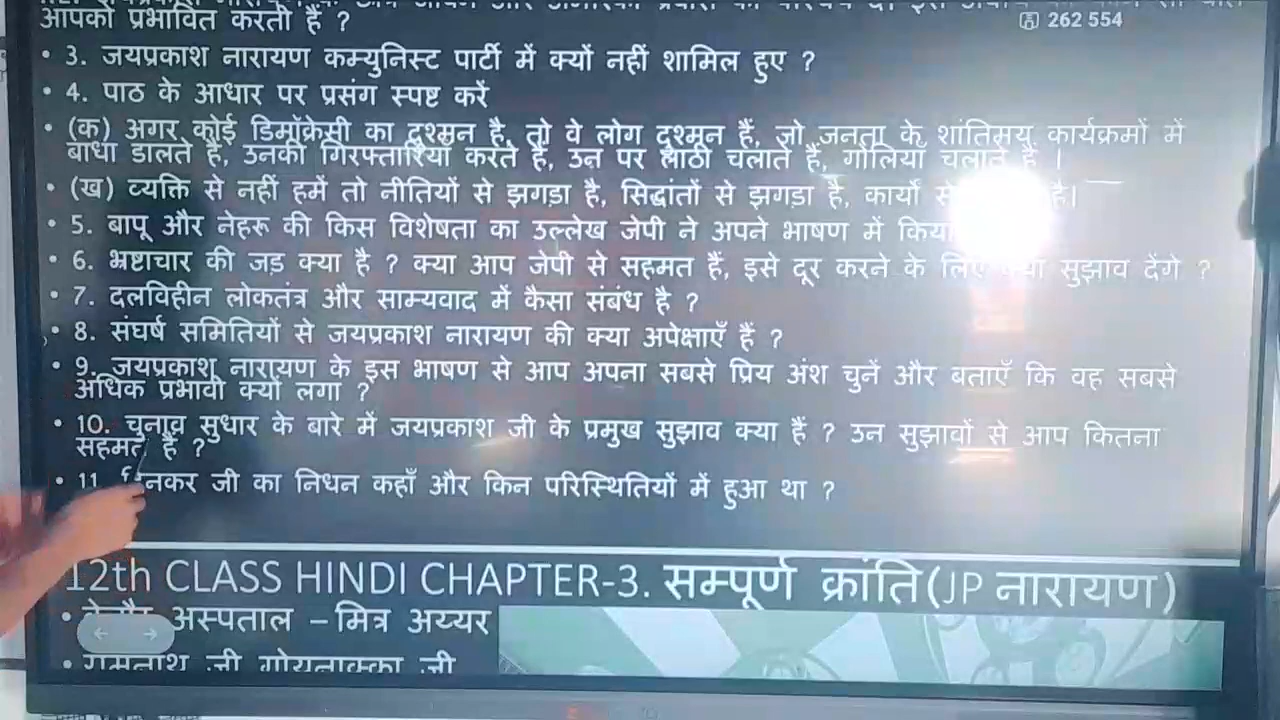 आपको प्रभावित करती हैं ?
262 554
• 3. जयप्रकाश नारायण कम्युनिस्ट पार्टी में क्यों नहीं शामिल हुए ?
• 4. पाठ के आधार पर प्रसंग स्पष्ट करें
• (क) अगर कोई डिमॉक्रेसी का दुश्मन है, तो वे लोग दुश्मन हैं, जो जनता के शांतिमय कार्यक्रमों में
बाधा डालते हैं, उनकी गिरफ्तारियाँ करते हैं, उन पर लाठी चलाते हैं, गोलियाँ चलाते हैं ।
• (ख) व्यक्ति से नहीं हमें तो नीतियों से झगड़ा है, सिद्धांतों से झगड़ा है, कार्यों से है।
• 5. बापू और नेहरू की किस विशेषता का उल्लेख जेपी ने अपने भाषण में किया
• 6. भ्रष्टाचार की जड़ क्या है ? क्या आप जेपी से सहमत हैं, इसे दूर करने के लिए क्या सुझाव देंगे ?
• 7. दलविहीन लोकतंत्र और साम्यवाद में कैसा संबंध है ?
• 8. संघर्ष समितियों से जयप्रकाश नारायण की क्या अपेक्षाएँ हैं ?
• 9. जयप्रकाश नारायण के इस भाषण से आप अपना सबसे प्रिय अंश चुनें और बताएँ कि वह सबसे
अधिक प्रभावी क्यों लगा ?
• 10. चुनाव सुधार के बारे में जयप्रकाश जी के प्रमुख सुझाव क्या हैं ? उन सुझावों से आप कितना
सहमत हैं ?
• 11. जी का निधन कहाँ और किन परिस्थितियों में हुआ था ?
12th CLASS HINDI CHAPTER-3. सम्पूर्ण क्रांति(JP नारायण)
• अस्पताल – मित्र अय्यर